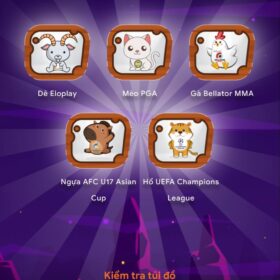 Dê Eloplay
Mèo PGA
Gà Bellator MMA
Ngựa AFC U17 Asian
Cup
Hổ UEFA Champions
League
Kiểm tra túi đồ